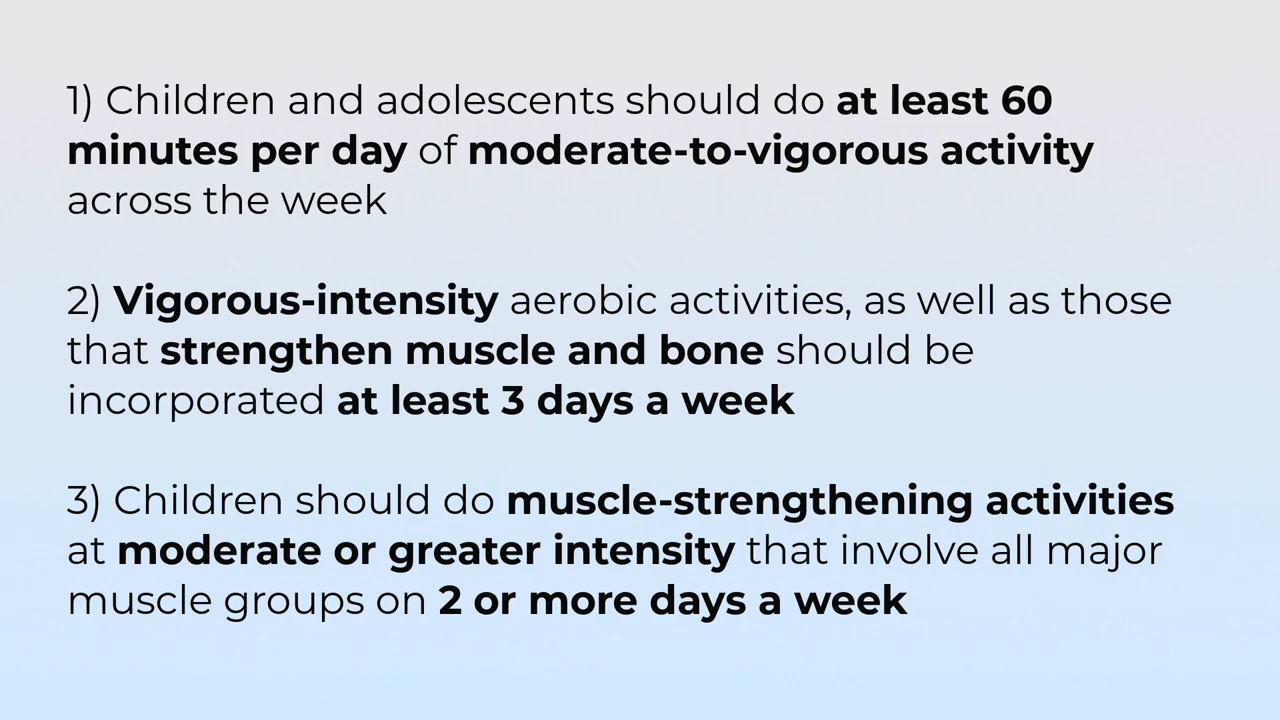 1) Children and adolescents should do at least 60
minutes per day of moderate-to-vigorous activity
across the week
2) Vigorous-intensity aerobic activities, as well as those
that strengthen muscle and bone should be
incorporated at least 3 days a week
3) Children should do muscle-strengthening activities
at moderate or greater intensity that involve all major
muscle groups on 2 or more days a week